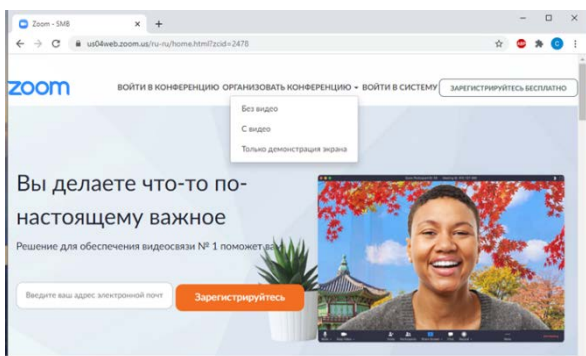 Zoom - SMB
us04web.zoom.us/ru-ru/home.html?zcid=2478
ABP
C
zoom
ВОЙТИ В КОНФЕРЕНЦИЮ ОРГАНИЗОВАТЬ КОНФЕРЕНЦИЮ ВОЙТИ В СИСТЕМУ ЗАРЕГИСТРИРУЙТЕСЬ БЕСПЛАТНО
Без видео
С видео
Только демонстрация экрана
Вы делаете что-то по-
настоящему важное
Решение для обеспечения видеосвязи № 1 поможет ва
Введите ваш адрес электронной почт
Зарегистрируйтесь